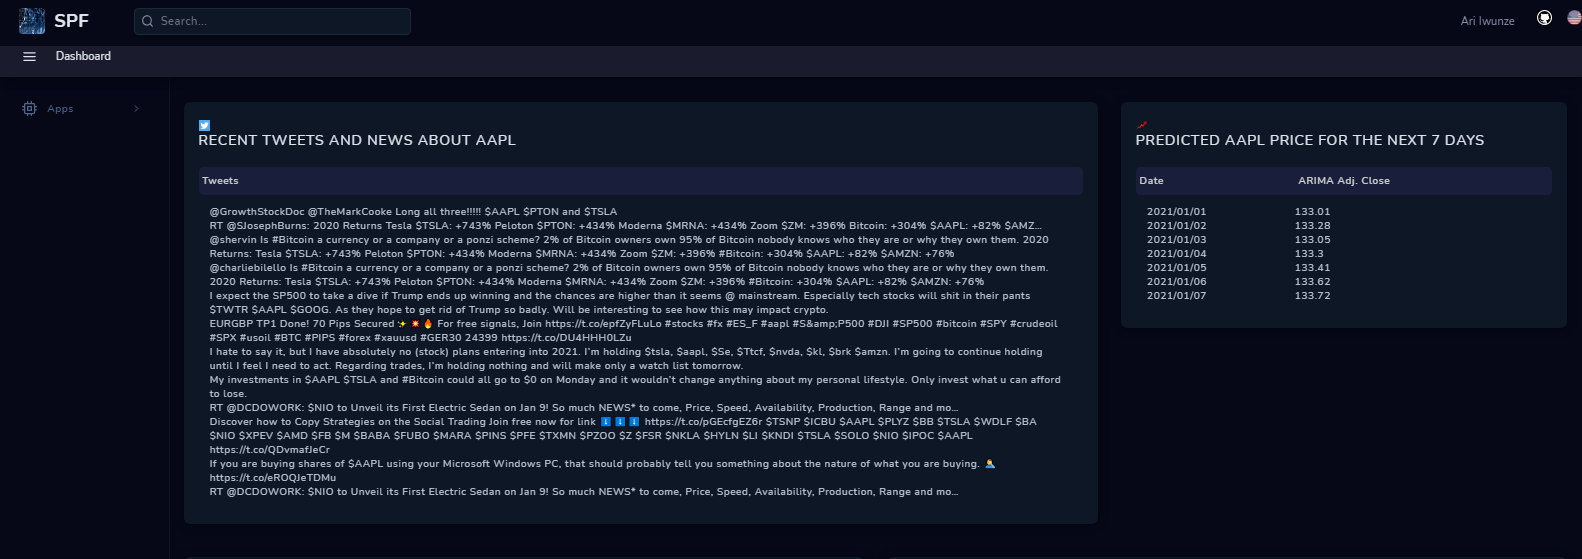 SPF
Search...
Ari Iwunze
Dashboard
Apps
RECENT TWEETS AND NEWS ABOUT AAPL
Tweets
@GrowthStockDoc @TheMarkCooke Long all three!!!!! $AAPL $PTON and $TSLA
RT @SJosephBurns: 2020 Returns Tesla $TSLA: +743% Peloton $PTON: +434% Moderna $MRNA: +434% Zoom $ZM: +396% Bitcoin: +304% $AAPL: +82% $AMZ...
@shervin Is #Bitcoin a currency or a company or a ponzi scheme? 2% of Bitcoin owners own 95% of Bitcoin nobody knows who they are or why they own them. 2020
Returns: Tesla $TSLA: +743% Peloton $PTON: +434% Moderna $MRNA: +434% Zoom $ZM: +396% #Bitcoin: +304% $AAPL: +82% $AMZN: +76%
@charliebilello Is #Bitcoin a currency or a company or a ponzi scheme? 2% of Bitcoin owners own 95% of Bitcoin nobody knows who they are or why they own them.
2020 Returns: Tesla $TSLA: +743% Peloton $PTON: +434% Moderna $MRNA: +434% Zoom $ZM: +396% #Bitcoin: +304% $AAPL: +82% $AMZN: +76%
I expect the SP500 to take a dive if Trump ends up winning and the chances are higher than it seems @ mainstream. Especially tech stocks will shit in their pants
$TWTR $AAPL $GOOG. As they hope to get rid of Trump so badly. Will be interesting to see how this may impact crypto.
EURGBP TP1 Done! 70 Pips Secured ✨ 💥 🔥 For free signals, Join https://t.co/epfZyFLuLo #stocks #fx #ES_F #aapl #S&amp;P500 #DJI #SP500 #bitcoin #SPY #crudeoil
#SPX #usoil #BTC #PIPS #forex #xauusd #GER30 24399 https://t.co/DU4HHH0LZu
I hate to say it, but I have absolutely no (stock) plans entering into 2021. I'm holding $tsla, $aapl, $Se, $Ttcf, $nvda, $kl, $brk $amzn. I'm going to continue holding
until I feel I need to act. Regarding trades, I'm holding nothing and will make only a watch list tomorrow.
My investments in $AAPL $TSLA and #Bitcoin could all go to $0 on Monday and it wouldn't change anything about my personal lifestyle. Only invest what u can afford
to lose.
RT @DCDOWORK: $NIO to Unveil its First Electric Sedan on Jan 9! So much NEWS* to come, Price, Speed, Availability, Production, Range and mo...
Discover how to Copy Strategies on the Social Trading Join free now for link ⬇️ ⬇️ ⬇️ https://t.co/pGEcfgEZ6r $TSNP $ICBU $AAPL $PLYZ $BB $TSLA $WDLF $BA
$NIO $XPEV $AMD $FB $M $BABA $FUBO $MARA $PINS $PFE $TXMN $PZOO $Z $FSR $NKLA $HYLN $LI $KNDI $TSLA $SOLO $NIO $IPOC $AAPL
https://t.co/QDvmafJeCr
If you are buying shares of $AAPL using your Microsoft Windows PC, that should probably tell you something about the nature of what you are buying. 🤦‍♂️
https://t.co/eROQJeTDMu
RT @DCDOWORK: $NIO to Unveil its First Electric Sedan on Jan 9! So much NEWS* to come, Price, Speed, Availability, Production, Range and mo...
PREDICTED AAPL PRICE FOR THE NEXT 7 DAYS
Date ARIMA Adj. Close
2021/01/01 133.01
2021/01/02 133.28
2021/01/03 133.05
2021/01/04 133.3
2021/01/05 133.41
2021/01/06 133.62
2021/01/07 133.72